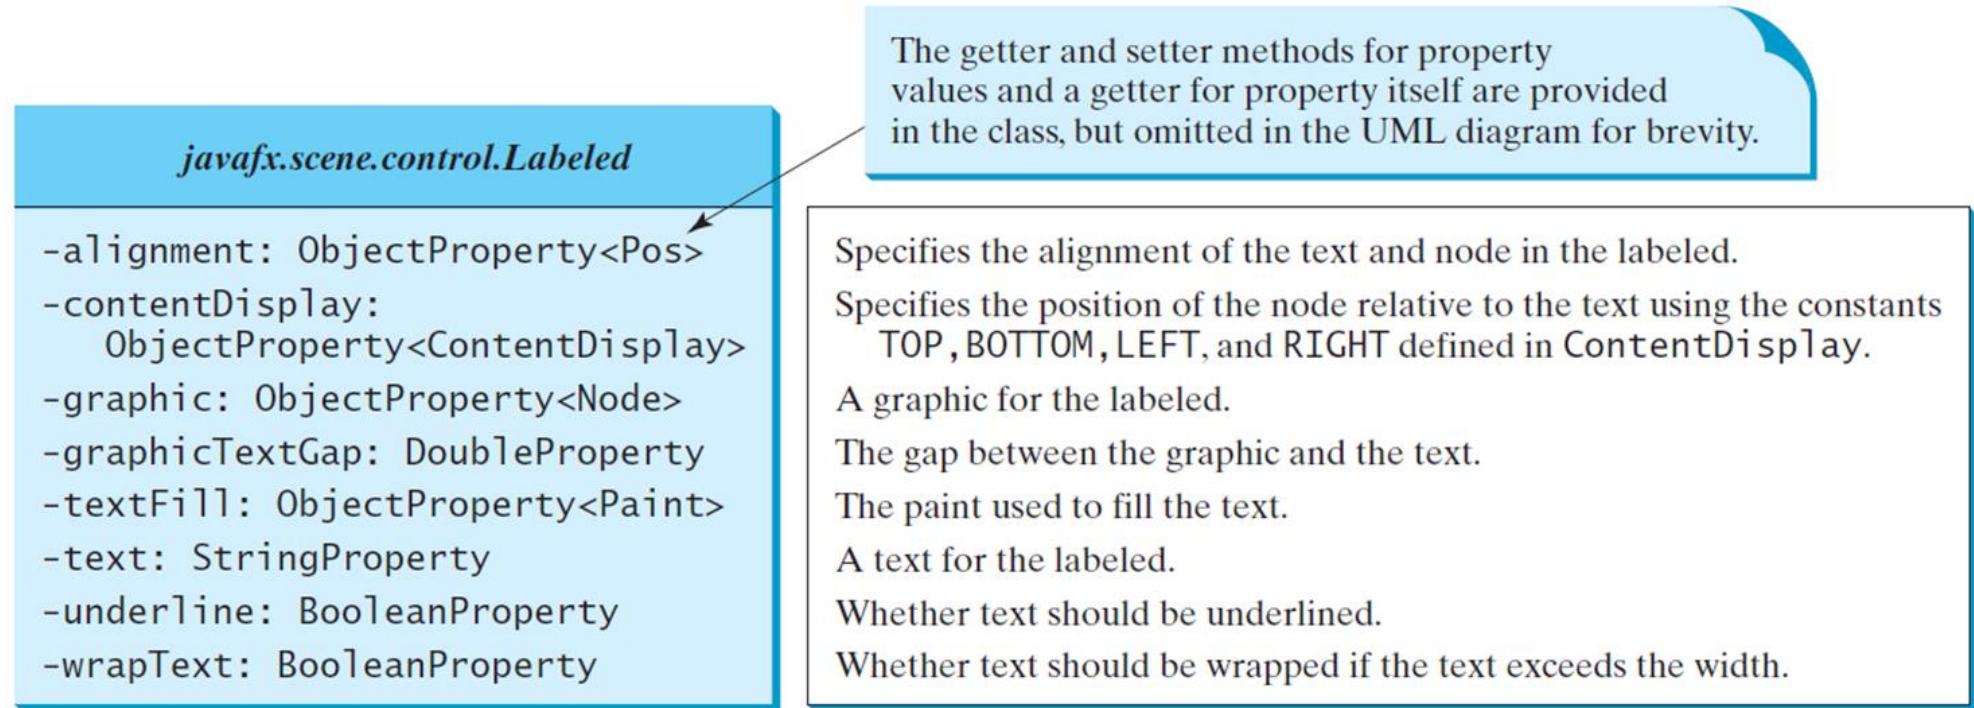 The getter and setter methods for property
values and a getter for property itself are provided
in the class, but omitted in the UML diagram for brevity.
javafx.scene.control.Labeled
-alignment: ObjectProperty<Pos>
-contentDisplay:
ObjectProperty<ContentDisplay>
-graphic: ObjectProperty<Node>
-graphicTextGap: DoubleProperty
-textFill: ObjectProperty<Paint>
-text: StringProperty
-underline: BooleanProperty
-wrapText: BooleanProperty
Specifies the alignment of the text and node in the labeled.
Specifies the position of the node relative to the text using the constants
TOP, BOTTOM, LEFT, and RIGHT defined in ContentDisplay.
A graphic for the labeled.
The gap between the graphic and the text.
The paint used to fill the text.
A text for the labeled.
Whether text should be underlined.
Whether text should be wrapped if the text exceeds the width.